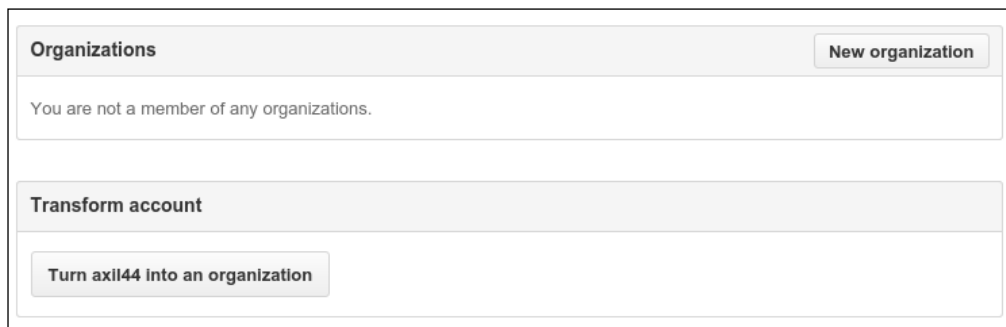 Organizations
New organization
You are not a member of any organizations.
Transform account
Turn axil44 into an organization